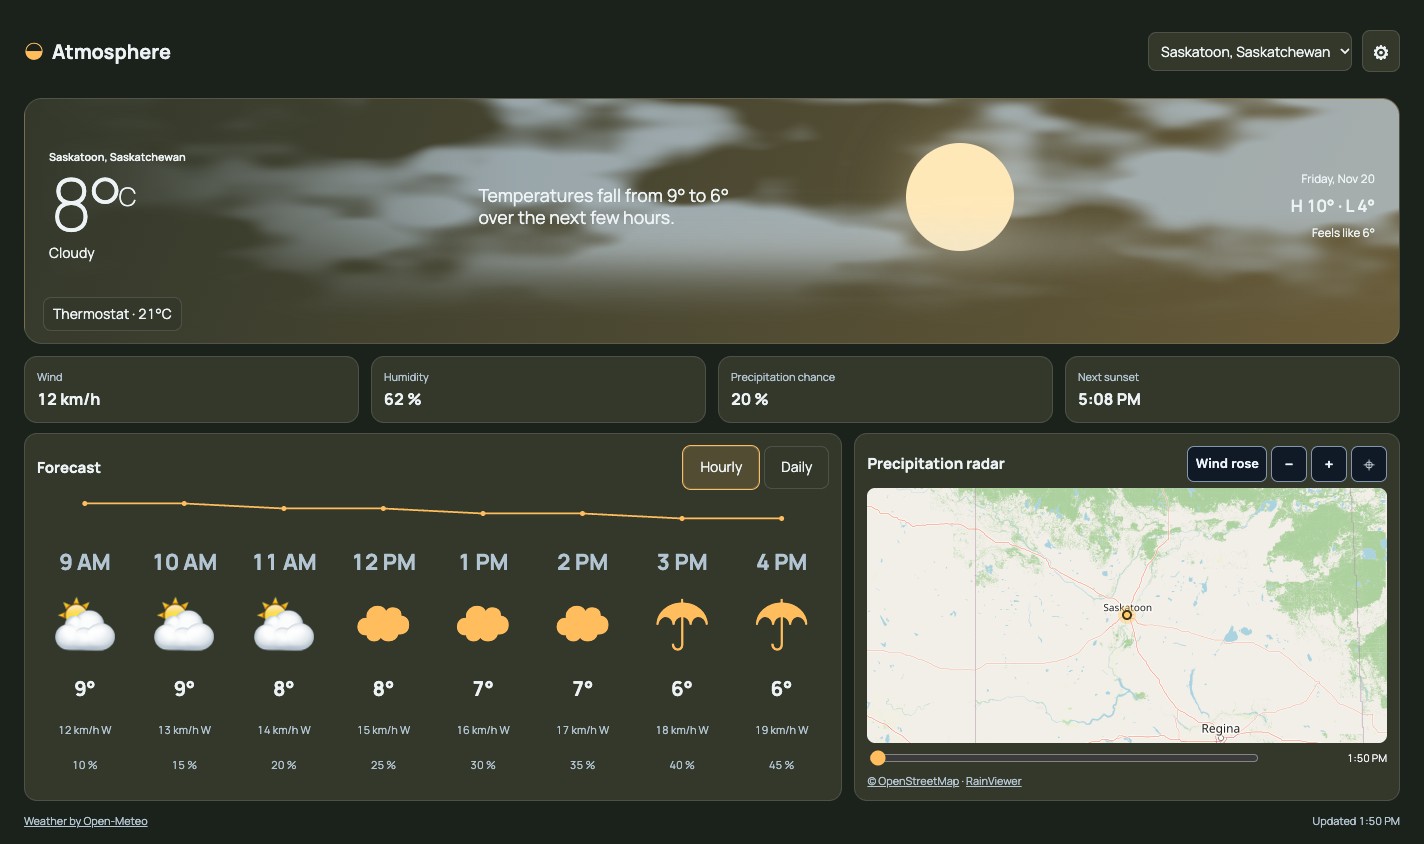 Atmosphere
Saskatoon, Saskatchewan
Saskatoon, Saskatchewan
8°C
Cloudy
Temperatures fall from 9° to 6°
over the next few hours.
Friday, Nov 20
H 10° · L 4°
Feels like 6°
Thermostat · 21°C
Wind
12 km/h
Humidity
62 %
Precipitation chance
20 %
Next sunset
5:08 PM
Forecast
Hourly
Daily
9 AM 10 AM 11 AM 12 PM 1 PM 2 PM 3 PM 4 PM
9° 9° 8° 8° 7° 7° 6° 6°
12 km/h W 13 km/h W 14 km/h W 15 km/h W 16 km/h W 17 km/h W 18 km/h W 19 km/h W
10 % 15 % 20 % 25 % 30 % 35 % 40 % 45 %
Precipitation radar
Wind rose
−
+
Saskatoon
Regina
1:50 PM
© OpenStreetMap · RainViewer
Weather by Open-Meteo
Updated 1:50 PM